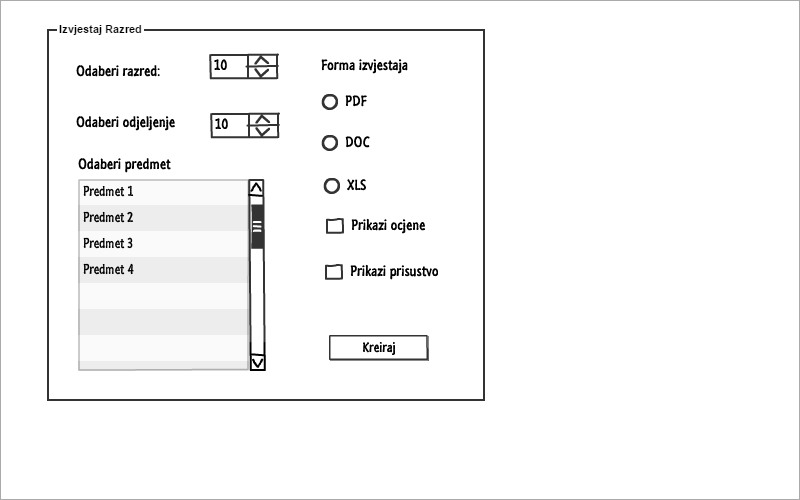 Izvjestaj Razred
Odaberi razred:
10
Odaberi odjeljenje
10
Odaberi predmet
Predmet 1
Predmet 2
Predmet 3
Predmet 4
Forma izvjestaja
PDF
DOC
XLS
Prikazi ocjene
Prikazi prisustvo
Kreiraj